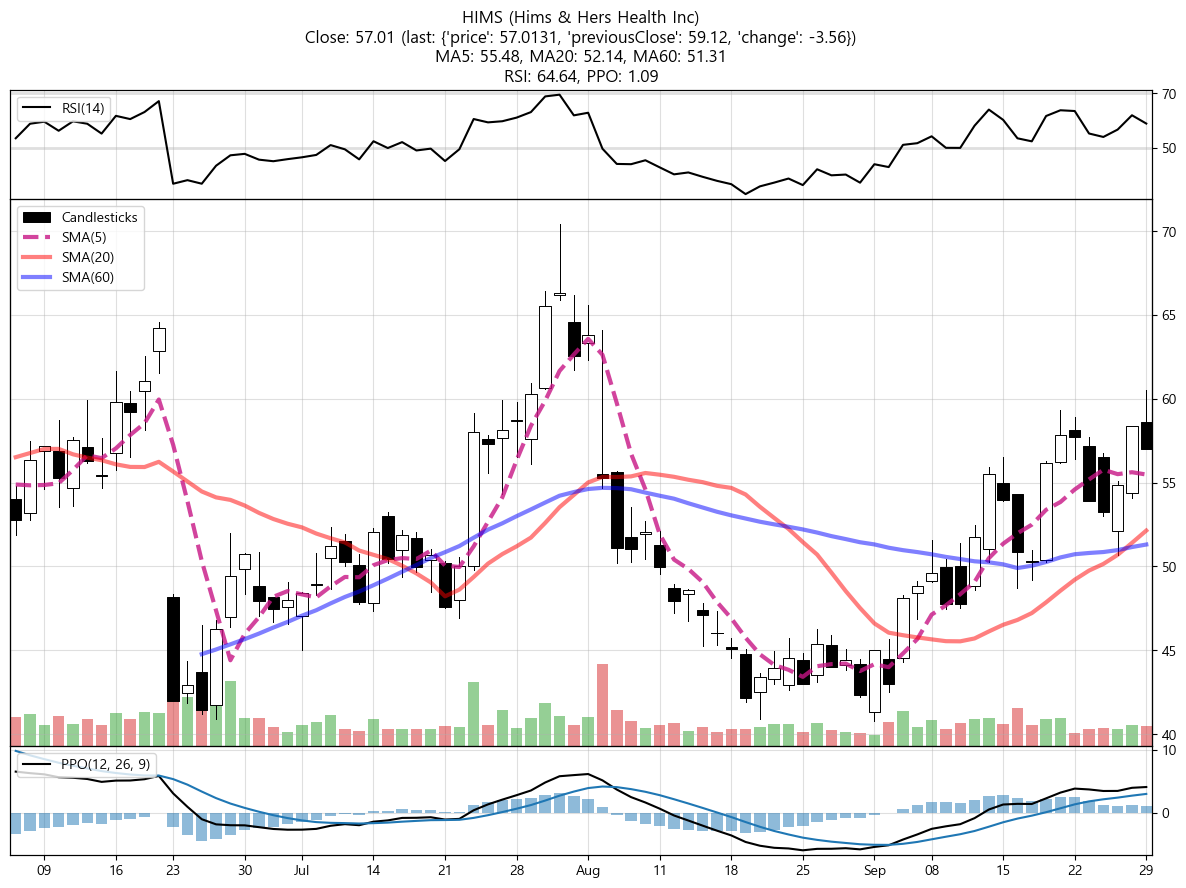 HIMS (Hims & Hers Health Inc)
Close: 57.01 (last: {'price': 57.0131, 'previousClose': 59.12, 'change': -3.56})
MA5: 55.48, MA20: 52.14, MA60: 51.31
RSI: 64.64, PPO: 1.09
RSI(14)
70
50
Candlesticks
SMA(5)
SMA(20)
SMA(60)
70
65
60
55
50
45
40
PPO(12, 26, 9)
10
0
09 16 23 30 Jul 14 21 28 Aug 11 18 25 Sep 08 15 22 29